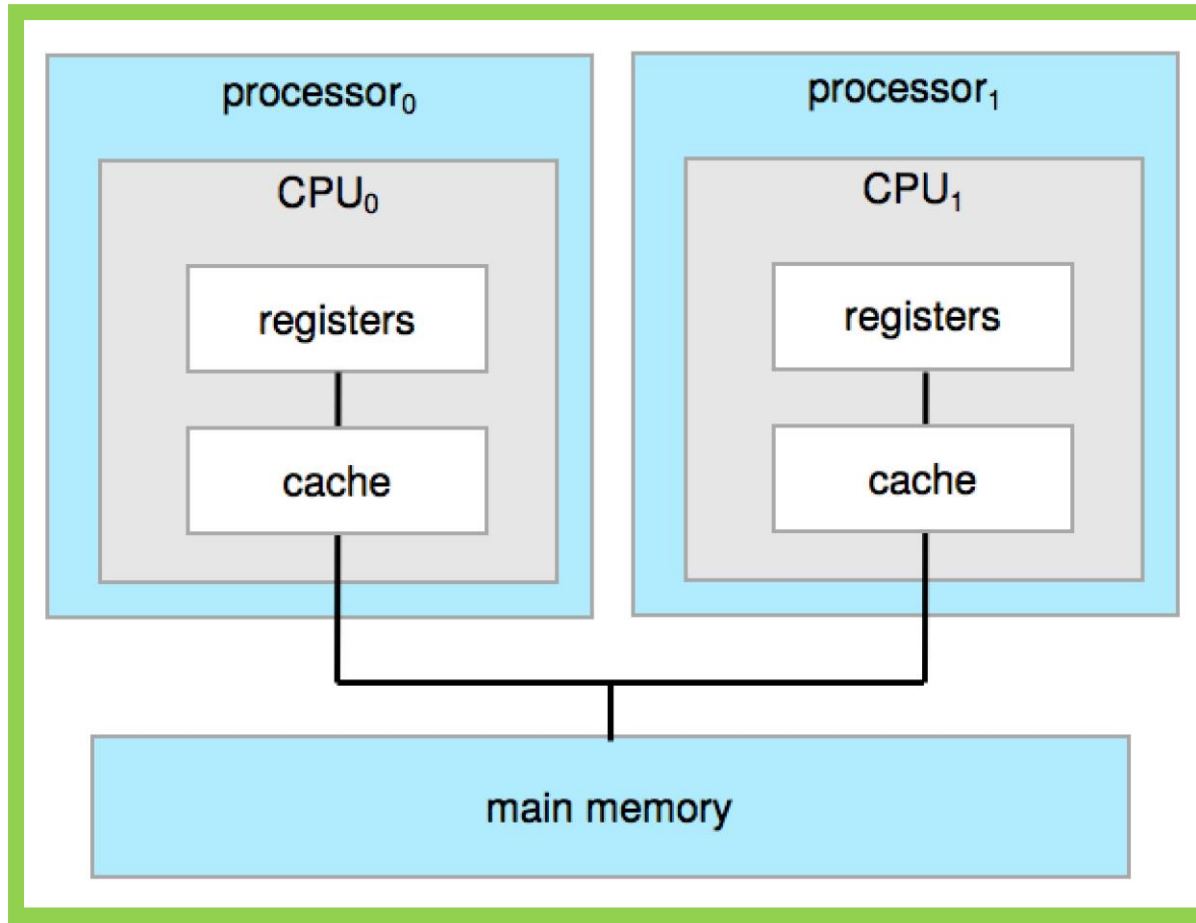 processor₀
CPU₀
registers
cache
processor₁
CPU₁
registers
cache
main memory